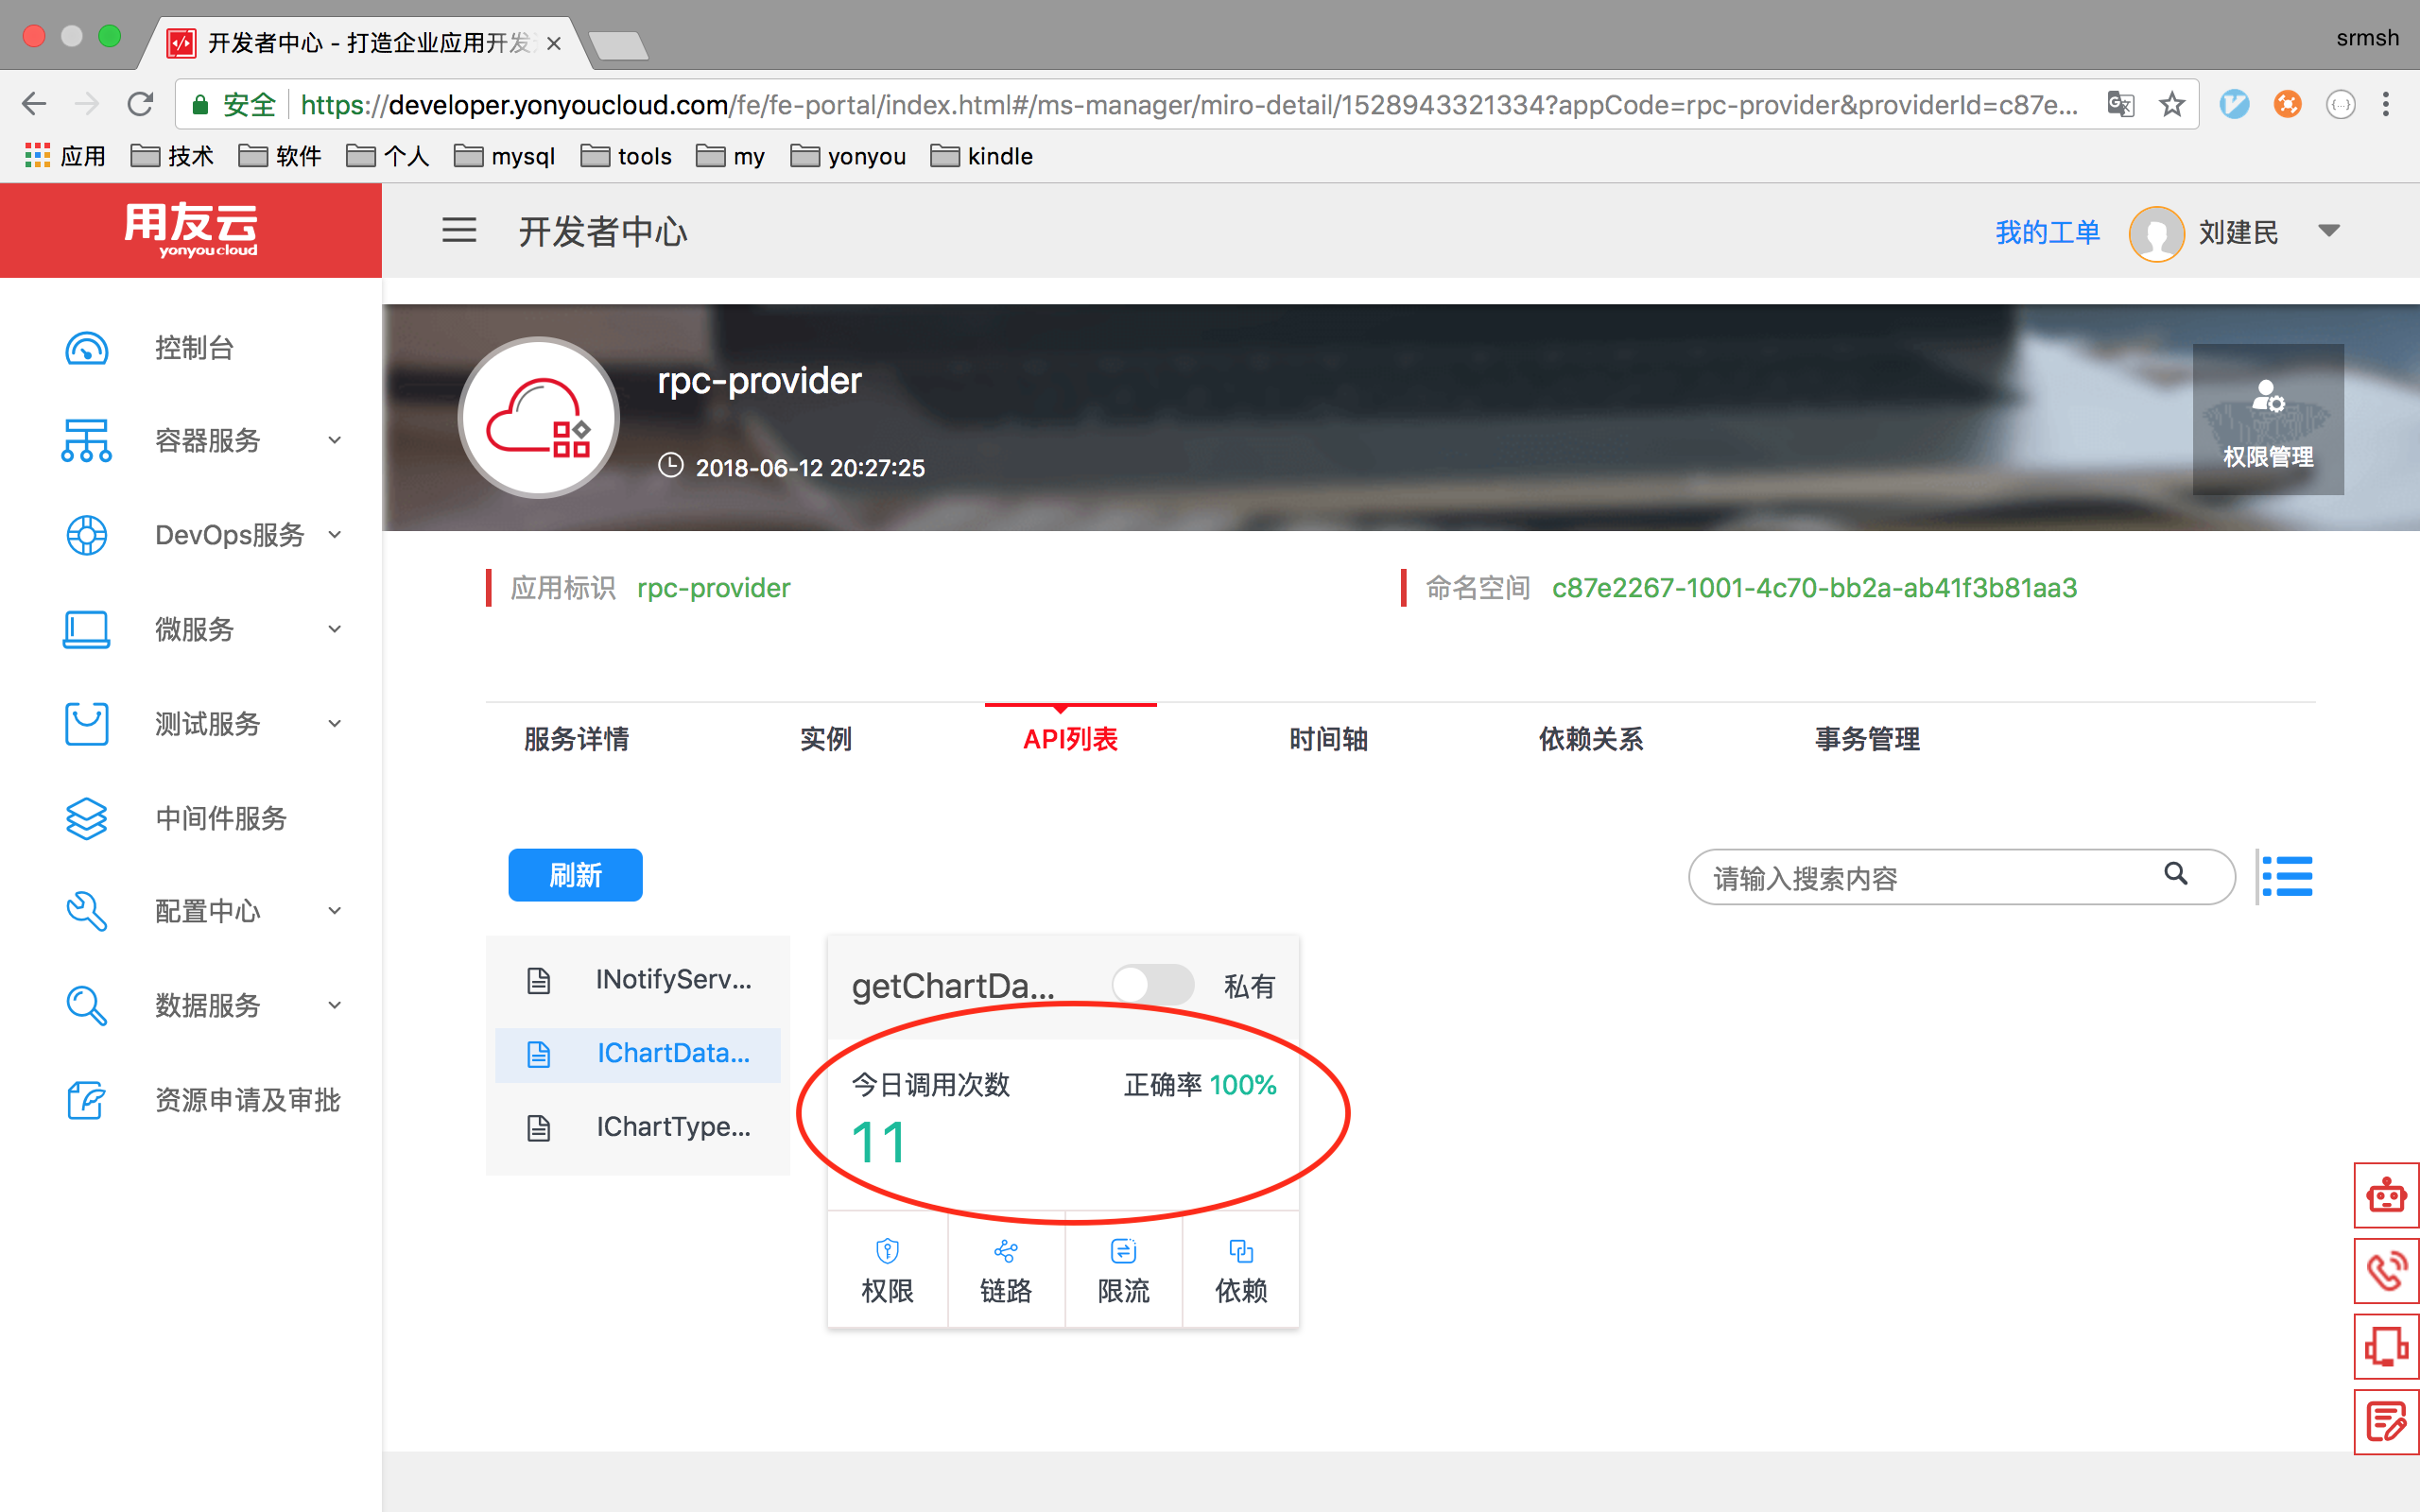 开发者中心 - 打造企业应用开发
srmsh
安全 https://developer.yonyoucloud.com/fe/fe-portal/index.html#/ms-manager/miro-detail/1528943321334?appCode=rpc-provider&providerId=c87e...
应用 技术 软件 个人 mysql tools my yonyou kindle
用友云
yonyou cloud
开发者中心
我的工单 刘建民
控制台
容器服务
DevOps服务
微服务
测试服务
中间件服务
配置中心
数据服务
资源申请及审批
rpc-provider
2018-06-12 20:27:25
权限管理
应用标识 rpc-provider
命名空间 c87e2267-1001-4c70-bb2a-ab41f3b81aa3
服务详情 实例 API列表 时间轴 依赖关系 事务管理
刷新
请输入搜索内容
INotifyServ...
IChartData...
IChartType...
getChartDa... 私有
今日调用次数 正确率 100%
11
权限 链路 限流 依赖